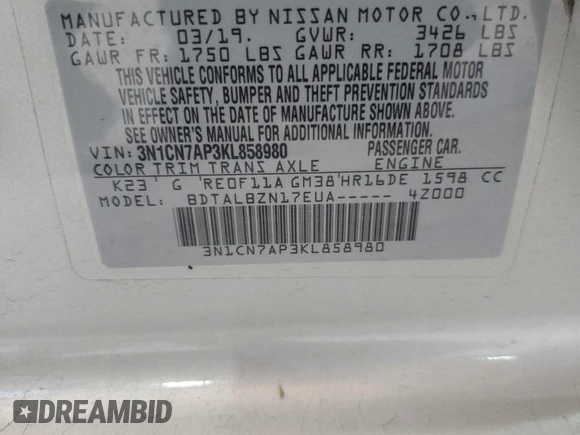 MANUFACTURED BY NISSAN MOTOR CO., LTD.
DATE: 03/19. GVWR: 3426 LBS
GAWR FR: 1750 LBS GAWR RR: 1708 LBS
THIS VEHICLE CONFORMS TO ALL APPLICABLE FEDERAL MOTOR
VEHICLE SAFETY, BUMPER AND THEFT PREVENTION STANDARDS
IN EFFECT ON THE DATE OF MANUFACTURE SHOWN ABOVE.
SEE OWNER'S MANUAL FOR ADDITIONAL INFORMATION.
VIN: 3N1CN7AP3KL858980 PASSENGER CAR.
COLOR TRIM TRANS AXLE ENGINE
K23 G RE0F11A GM38 HR16DE 1598 CC
MODEL: BDTALBZN17EUA----- 4Z000
3N1CN7AP3KL858980
DREAMBID